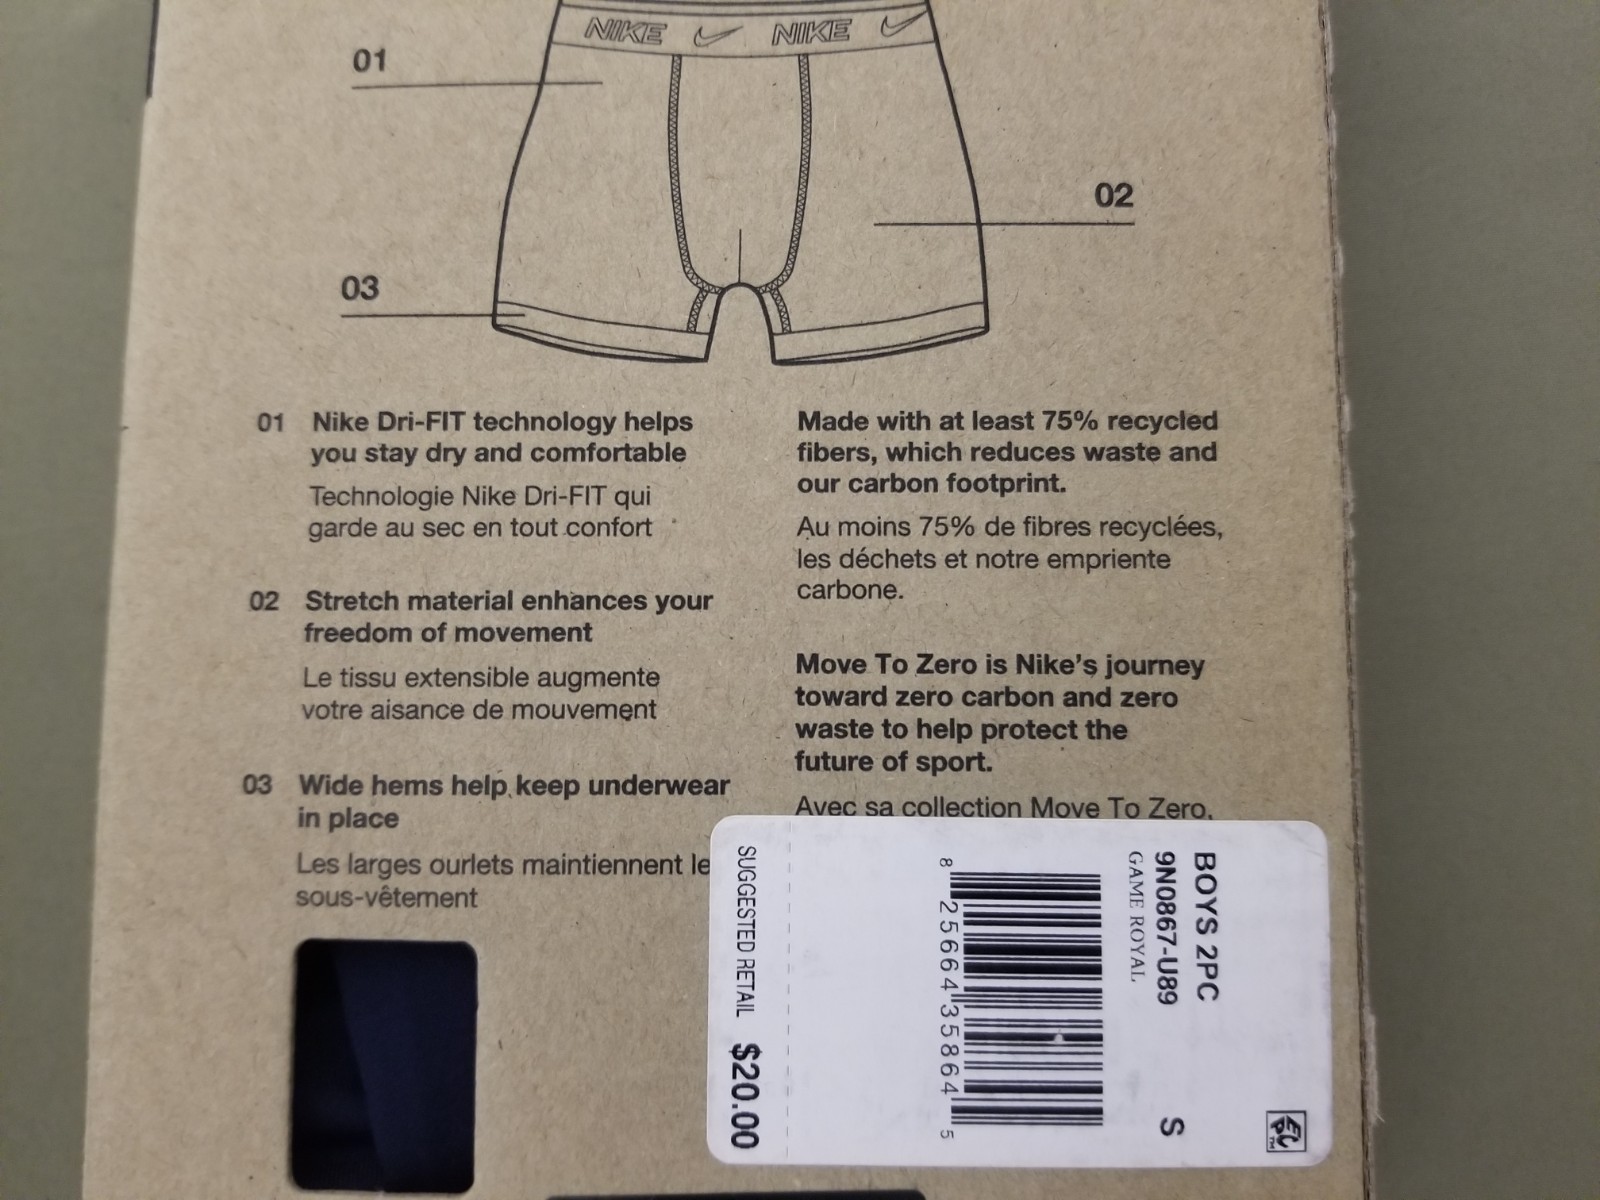 NIKE NIKE
01
02
03
01 Nike Dri-FIT technology helps
you stay dry and comfortable
Technologie Nike Dri-FIT qui
garde au sec en tout confort
02 Stretch material enhances your
freedom of movement
Le tissu extensible augmente
votre aisance de mouvement
03 Wide hems help keep underwear
in place
Les larges ourlets maintiennent le
sous-vêtement
Made with at least 75% recycled
fibers, which reduces waste and
our carbon footprint.
Au moins 75% de fibres recyclées,
les déchets et notre empriente
carbone.
Move To Zero is Nike's journey
toward zero carbon and zero
waste to help protect the
future of sport.
Avec sa collection Move To Zero,
BOYS 2PC
9N0867-U89 S
GAME ROYAL
8 25664 35864 5
SUGGESTED RETAIL $20.00